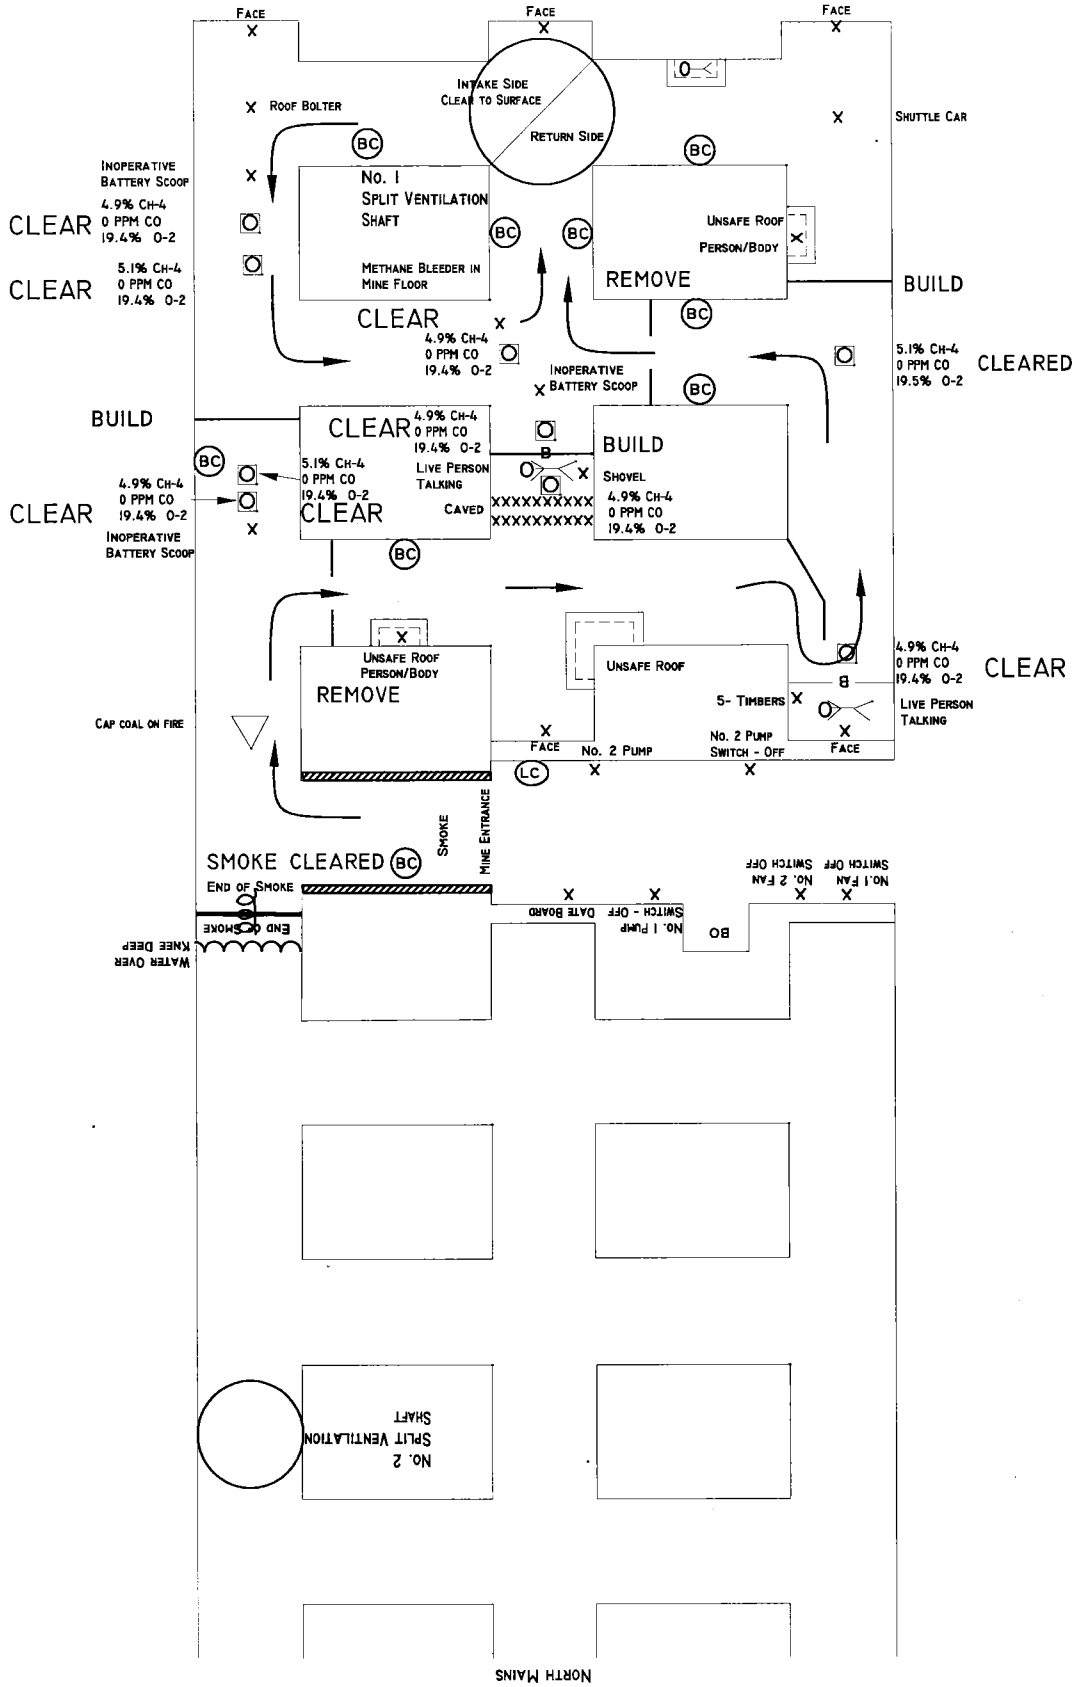 FACE
FACE
FACE
INTAKE SIDE
CLEAR TO SURFACE
RETURN SIDE
ROOF BOLTER
SHUTTLE CAR
BC
BC
INOPERATIVE
BATTERY SCOOP
4.9% CH-4
0 PPM CO
19.4% O-2
CLEAR
No. 1
SPLIT VENTILATION
SHAFT
BC
BC
UNSAFE ROOF
PERSON/BODY
5.1% CH-4
0 PPM CO
19.4% O-2
CLEAR
METHANE BLEEDER IN
MINE FLOOR
REMOVE
BUILD
CLEAR
BC
4.9% CH-4
0 PPM CO
19.4% O-2
5.1% CH-4
0 PPM CO
19.5% O-2
CLEARED
INOPERATIVE
BATTERY SCOOP
BC
BUILD
CLEAR
4.9% CH-4
0 PPM CO
19.4% O-2
B
BUILD
BC
5.1% CH-4
0 PPM CO
19.4% O-2
LIVE PERSON
TALKING
SHOVEL
4.9% CH-4
0 PPM CO
19.4% O-2
CLEAR
4.9% CH-4
0 PPM CO
19.4% O-2
CLEAR
CAVED
INOPERATIVE
BATTERY SCOOP
BC
UNSAFE ROOF
PERSON/BODY
REMOVE
UNSAFE ROOF
4.9% CH-4
0 PPM CO
19.4% O-2
CLEAR
B
5- TIMBERS
LIVE PERSON
TALKING
CAP COAL ON FIRE
FACE
No. 2 PUMP
No. 2 PUMP
SWITCH - OFF
FACE
LC
SMOKE
MINE ENTRANCE
SMOKE CLEARED
BC
END OF SMOKE
END OF SMOKE
WATER OVER
KNEE DEEP
DATE BOARD
No. 1 PUMP
SWITCH - OFF
BO
No. 2 FAN
SWITCH OFF
No. 1 FAN
SWITCH OFF
No. 2
SPLIT VENTILATION
SHAFT
NORTH MAINS